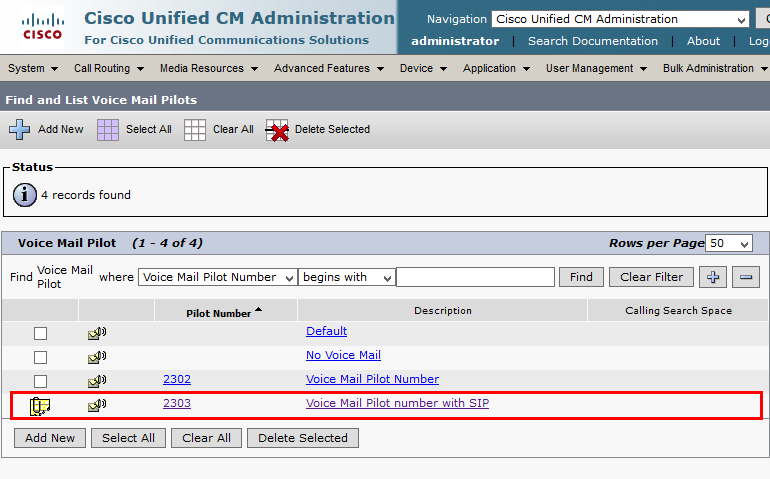 Cisco Unified CM Administration
CISCO
For Cisco Unified Communications Solutions
Navigation Cisco Unified CM Administration
administrator | Search Documentation | About |
System Call Routing Media Resources Advanced Features Device Application User Management Bulk Administration
Find and List Voice Mail Pilots
Add New Select All Clear All Delete Selected
Status
4 records found
Voice Mail Pilot (1 - 4 of 4) Rows per Page 50
Find Voice Mail Pilot where Voice Mail Pilot Number begins with Find Clear Filter
Pilot Number Description Calling Search Space
Default
No Voice Mail
2302 Voice Mail Pilot Number
2303 Voice Mail Pilot number with SIP
Add New Select All Clear All Delete Selected